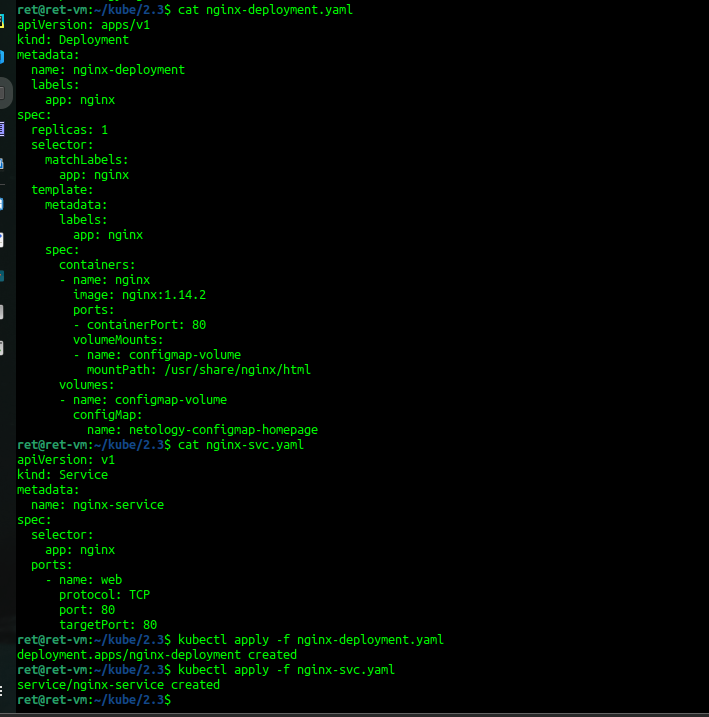 ret@ret-vm:~/kube/2.3$ cat nginx-deployment.yaml
apiVersion: apps/v1
kind: Deployment
metadata:
  name: nginx-deployment
  labels:
    app: nginx
spec:
  replicas: 1
  selector:
    matchLabels:
      app: nginx
  template:
    metadata:
      labels:
        app: nginx
    spec:
      containers:
      - name: nginx
        image: nginx:1.14.2
        ports:
        - containerPort: 80
        volumeMounts:
        - name: configmap-volume
          mountPath: /usr/share/nginx/html
      volumes:
      - name: configmap-volume
        configMap:
          name: netology-configmap-homepage
ret@ret-vm:~/kube/2.3$ cat nginx-svc.yaml
apiVersion: v1
kind: Service
metadata:
  name: nginx-service
spec:
  selector:
    app: nginx
  ports:
    - name: web
      protocol: TCP
      port: 80
      targetPort: 80
ret@ret-vm:~/kube/2.3$ kubectl apply -f nginx-deployment.yaml
deployment.apps/nginx-deployment created
ret@ret-vm:~/kube/2.3$ kubectl apply -f nginx-svc.yaml
service/nginx-service created
ret@ret-vm:~/kube/2.3$